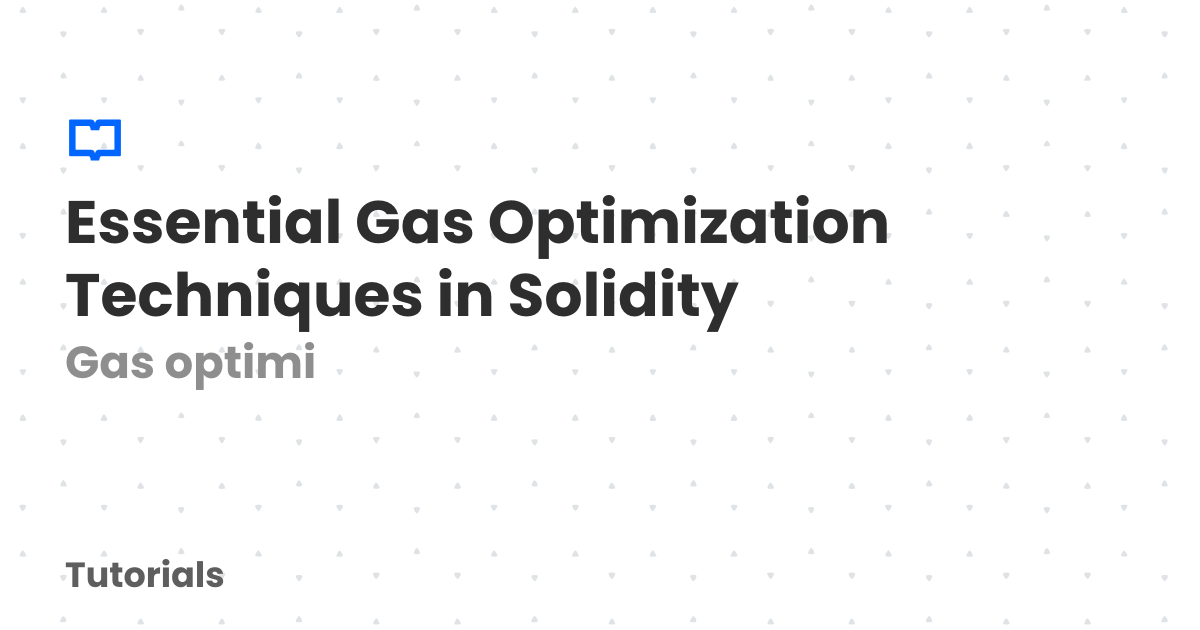 Essential Gas Optimization
Techniques in Solidity
Gas optimi
Tutorials